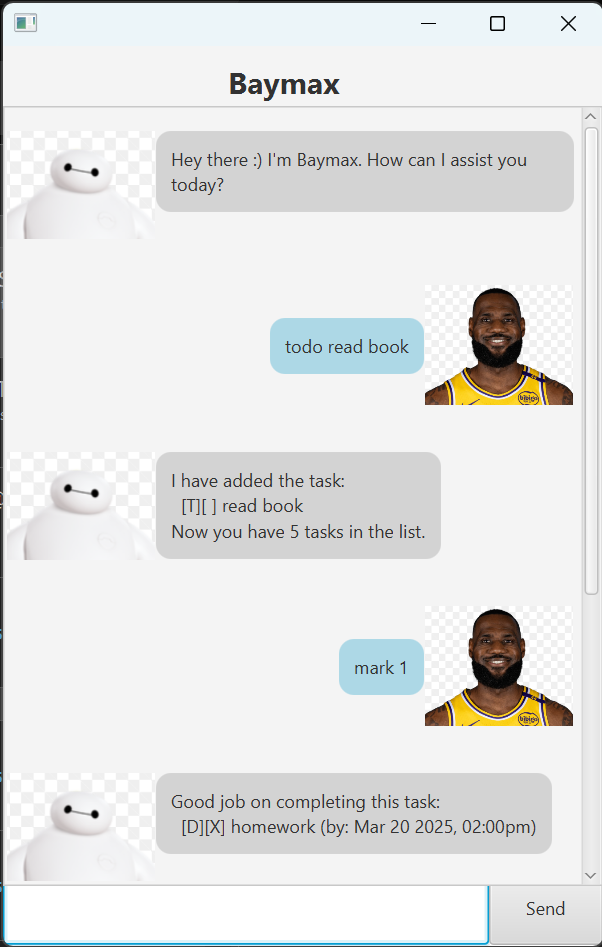 Baymax
Hey there :) I'm Baymax. How can I assist you
today?
todo read book
bibigo
I have added the task:
[T][ ] read book
Now you have 5 tasks in the list.
mark 1
bibigo
Good job on completing this task:
[D][X] homework (by: Mar 20 2025, 02:00pm)
Send